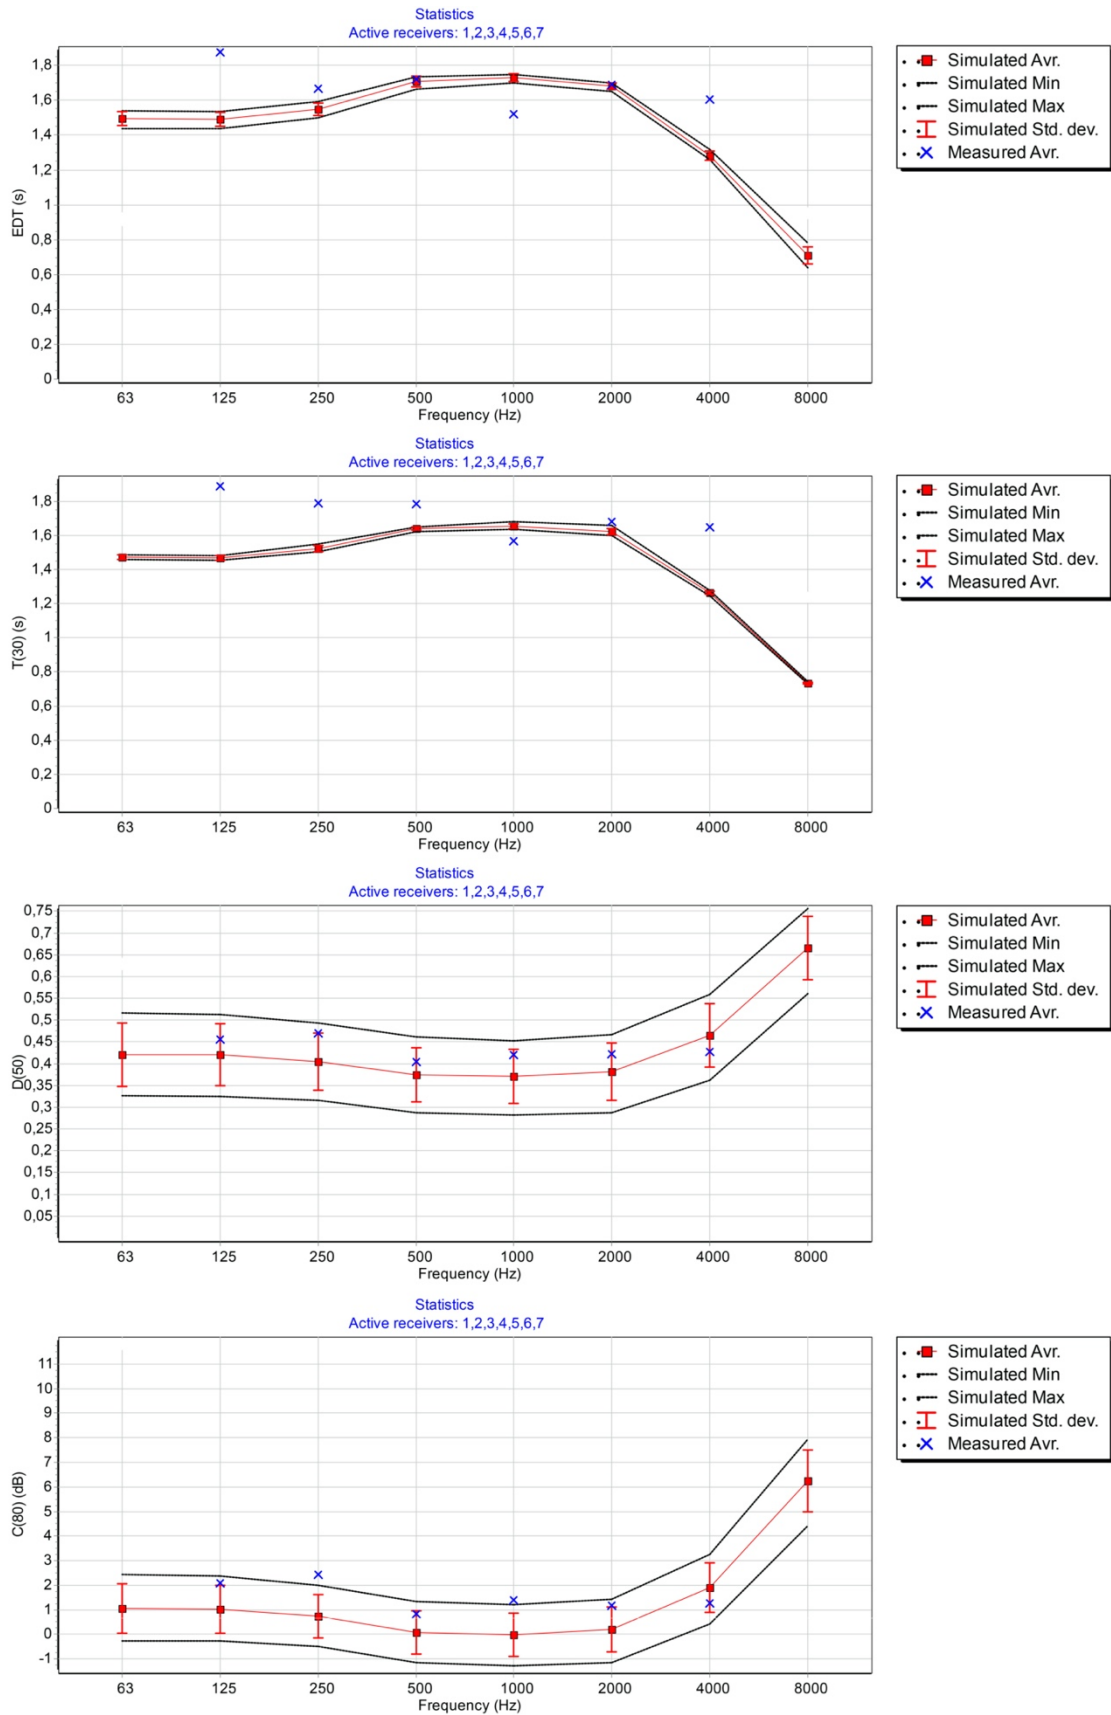 Statistics
Active receivers: 1,2,3,4,5,6,7
EDT (s)
1,8
1,6
1,4
1,2
1
0,8
0,6
0,4
0,2
0
63 125 250 500 1000 2000 4000 8000
Frequency (Hz)
Simulated Avr.
Simulated Min
Simulated Max
Simulated Std. dev.
Measured Avr.
Statistics
Active receivers: 1,2,3,4,5,6,7
T(30) (s)
1,8
1,6
1,4
1,2
1
0,8
0,6
0,4
0,2
0
63 125 250 500 1000 2000 4000 8000
Frequency (Hz)
Simulated Avr.
Simulated Min
Simulated Max
Simulated Std. dev.
Measured Avr.
Statistics
Active receivers: 1,2,3,4,5,6,7
D(50)
0,75
0,7
0,65
0,6
0,55
0,5
0,45
0,4
0,35
0,3
0,25
0,2
0,15
0,1
0,05
63 125 250 500 1000 2000 4000 8000
Frequency (Hz)
Simulated Avr.
Simulated Min
Simulated Max
Simulated Std. dev.
Measured Avr.
Statistics
Active receivers: 1,2,3,4,5,6,7
C(80) (dB)
11
10
9
8
7
6
5
4
3
2
1
0
-1
63 125 250 500 1000 2000 4000 8000
Frequency (Hz)
Simulated Avr.
Simulated Min
Simulated Max
Simulated Std. dev.
Measured Avr.